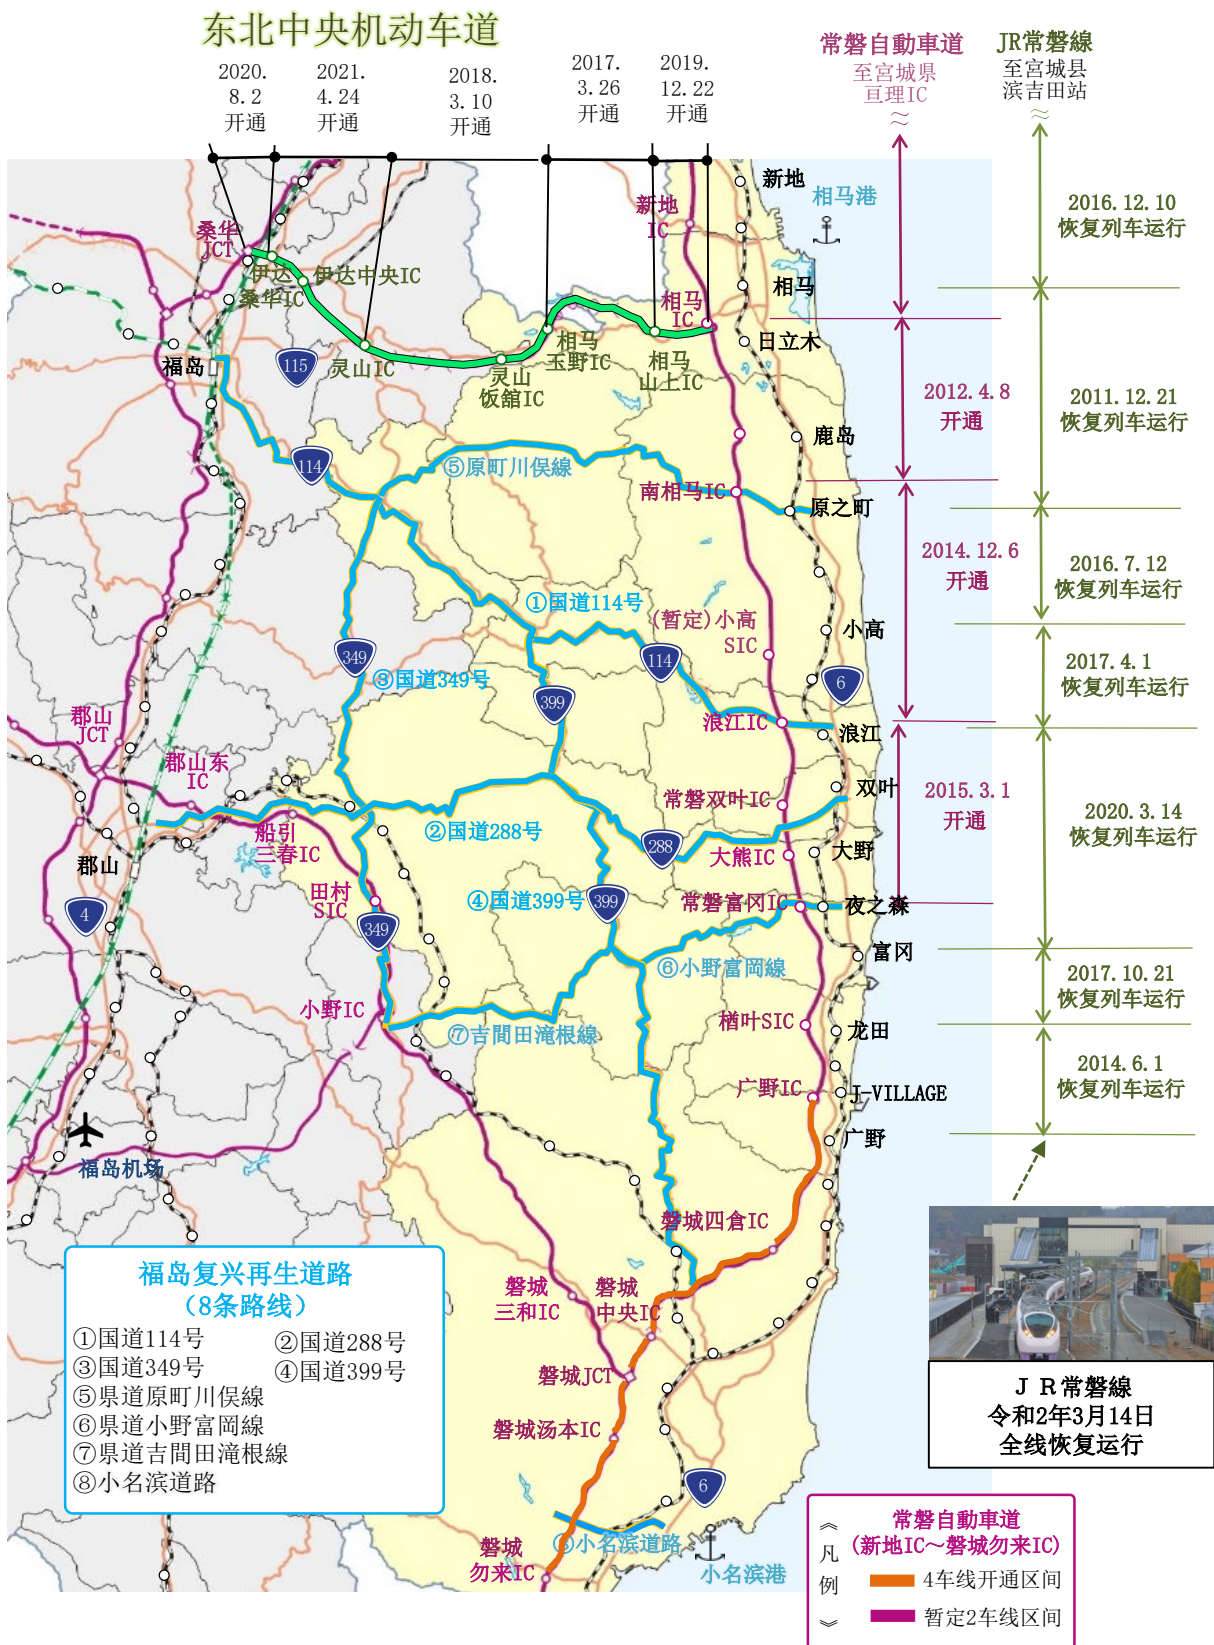 东北中央机动车道
2020.
8.2
开通
2021.
4.24
开通
2018.
3.10
开通
2017.
3.26
开通
2019.
12.22
开通
常磐自動車道
至宮城県
亘理IC
JR常磐線
至宮城县
滨吉田站
新地
相马港
新地
IC
桑华
JCT
伊达
桑华IC
伊达中央IC
相马
相马
IC
日立木
福岛
115
灵山IC
灵山
饭舘IC
相马
玉野IC
相马
山上IC
2016.12.10
恢复列车运行
2012.4.8
开通
2011.12.21
恢复列车运行
鹿岛
114
⑤原町川俣線
南相马IC
原之町
2014.12.6
开通
2016.7.12
恢复列车运行
①国道114号
(暂定)小高
SIC
小高
349
③国道349号
114
6
399
2017.4.1
恢复列车运行
浪江IC
浪江
郡山
JCT
郡山东
IC
双叶
常磐双叶IC
2015.3.1
开通
2020.3.14
恢复列车运行
②国道288号
船引
三春IC
288
大熊IC
大野
郡山
田村
SIC
④国道399号
399
常磐富冈IC
夜之森
4
349
富冈
⑥小野富岡線
2017.10.21
恢复列车运行
小野IC
⑦吉間田滝根線
楢叶SIC
龙田
广野IC
J-VILLAGE
2014.6.1
恢复列车运行
广野
福岛机场
磐城四倉IC
福岛复兴再生道路
（8条路线）
①国道114号
②国道288号
③国道349号
④国道399号
⑤県道原町川俣線
⑥県道小野富岡線
⑦県道吉間田滝根線
⑧小名滨道路
磐城
三和IC
磐城
中央IC
磐城JCT
磐城汤本IC
6
⑧小名滨道路
磐城
勿来IC
小名滨港
ＪＲ常磐線
令和2年3月14日
全线恢复运行
《凡例》
常磐自動車道
(新地IC～磐城勿来IC)
4车线开通区间
暂定2车线区间